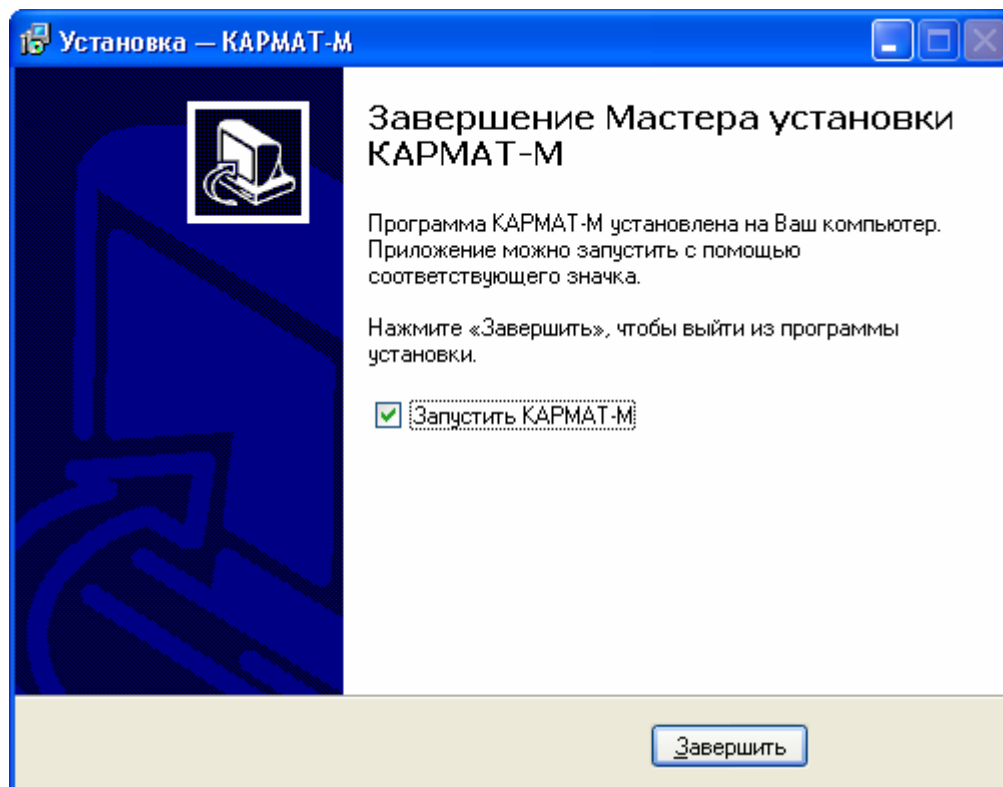 Установка — КАРМАТ-М
Завершение Мастера установки
КАРМАТ-М
Программа КАРМАТ-М установлена на Ваш компьютер.
Приложение можно запустить с помощью
соответствующего значка.
Нажмите «Завершить», чтобы выйти из программы
установки.
Запустить КАРМАТ-М
Завершить